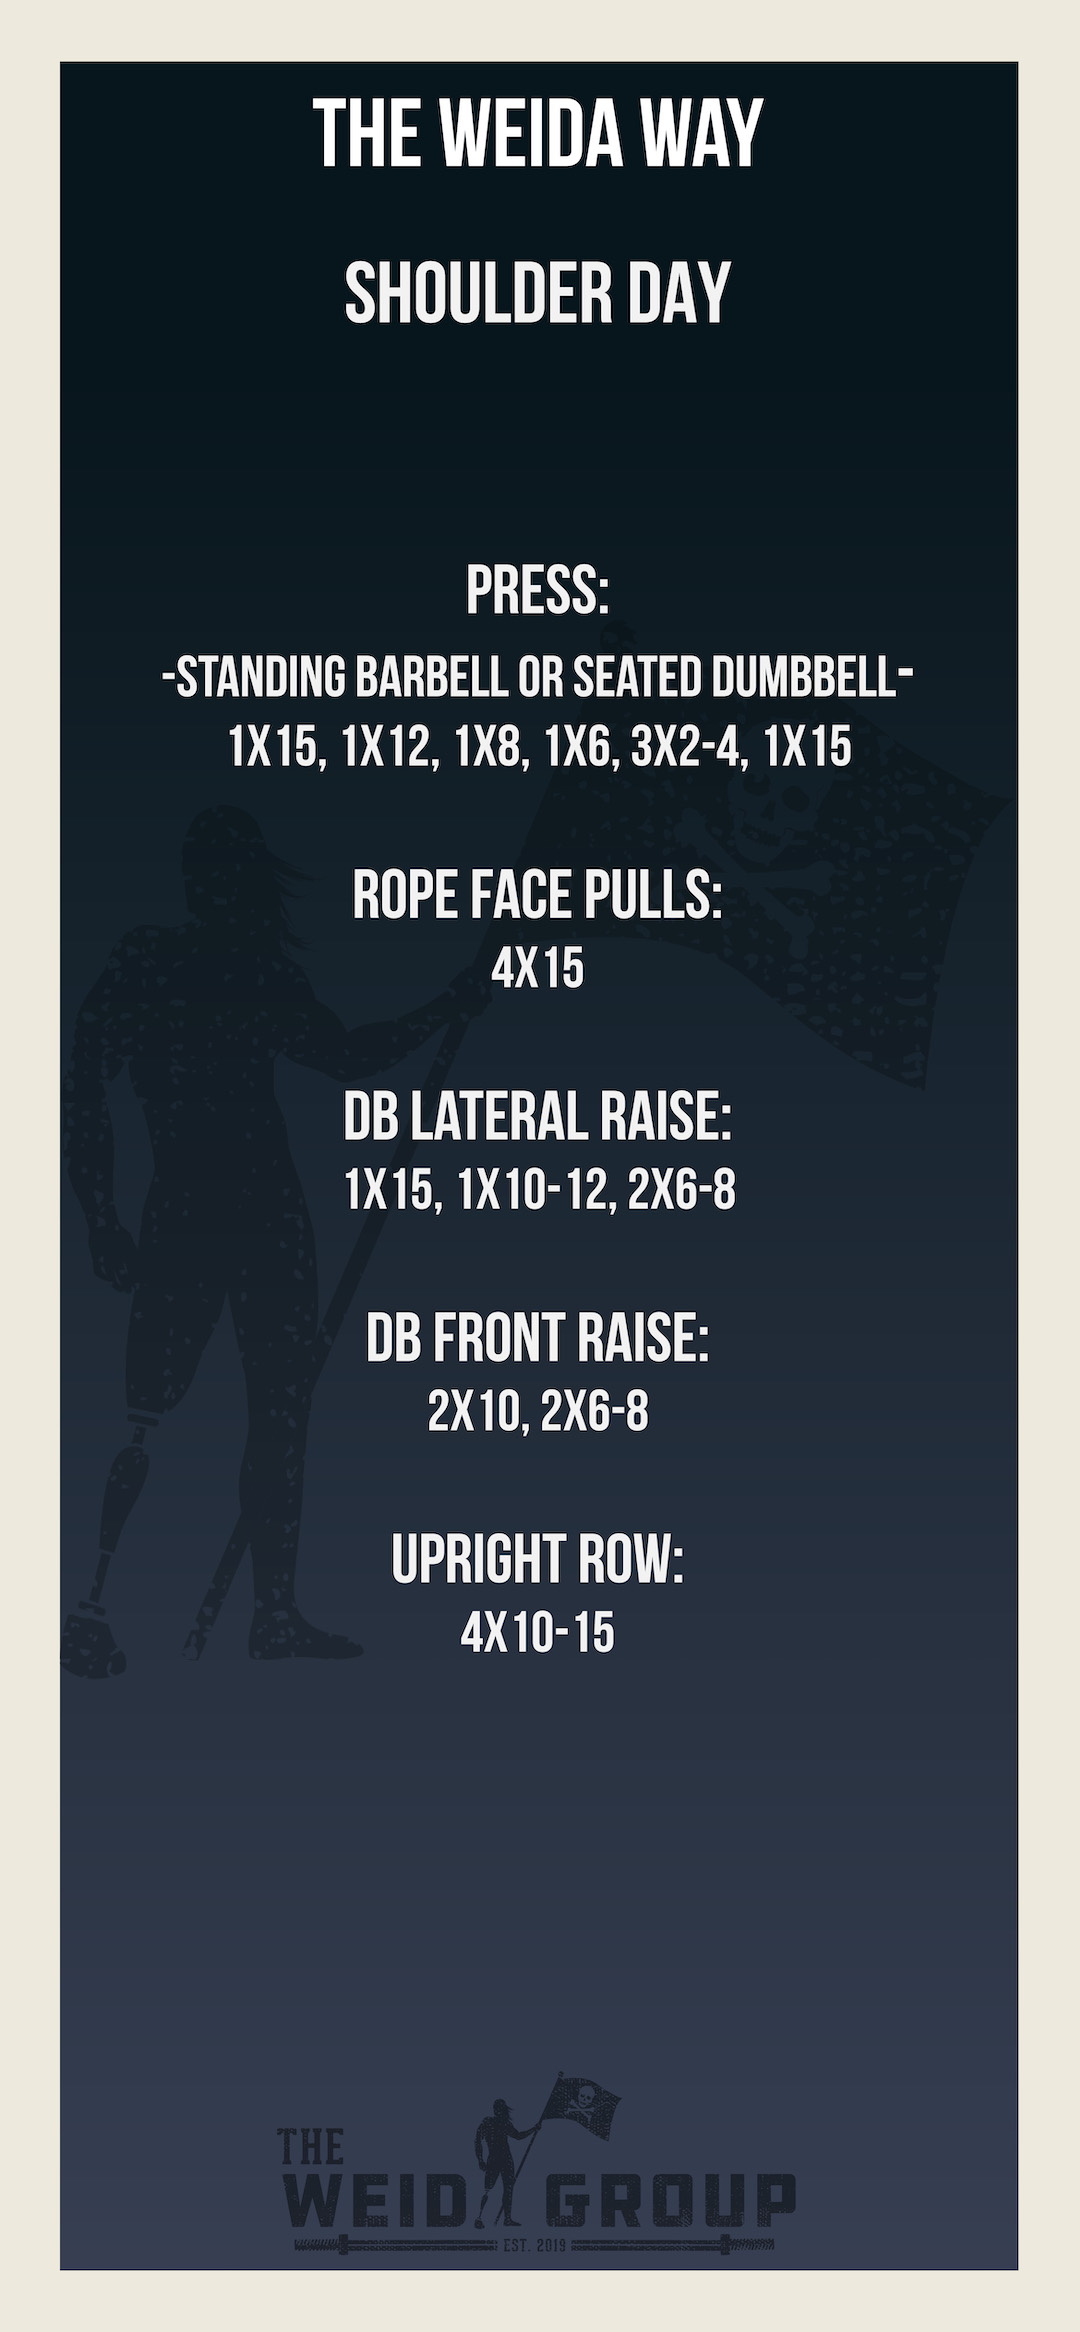 THE WEIDA WAY
SHOULDER DAY
PRESS:
-STANDING BARBELL OR SEATED DUMBBELL-
1X15, 1X12, 1X8, 1X6, 3X2-4, 1X15
ROPE FACE PULLS:
4X15
DB LATERAL RAISE:
1X15, 1X10-12, 2X6-8
DB FRONT RAISE:
2X10, 2X6-8
UPRIGHT ROW:
4X10-15
THE
WEID GROUP
EST. 2019